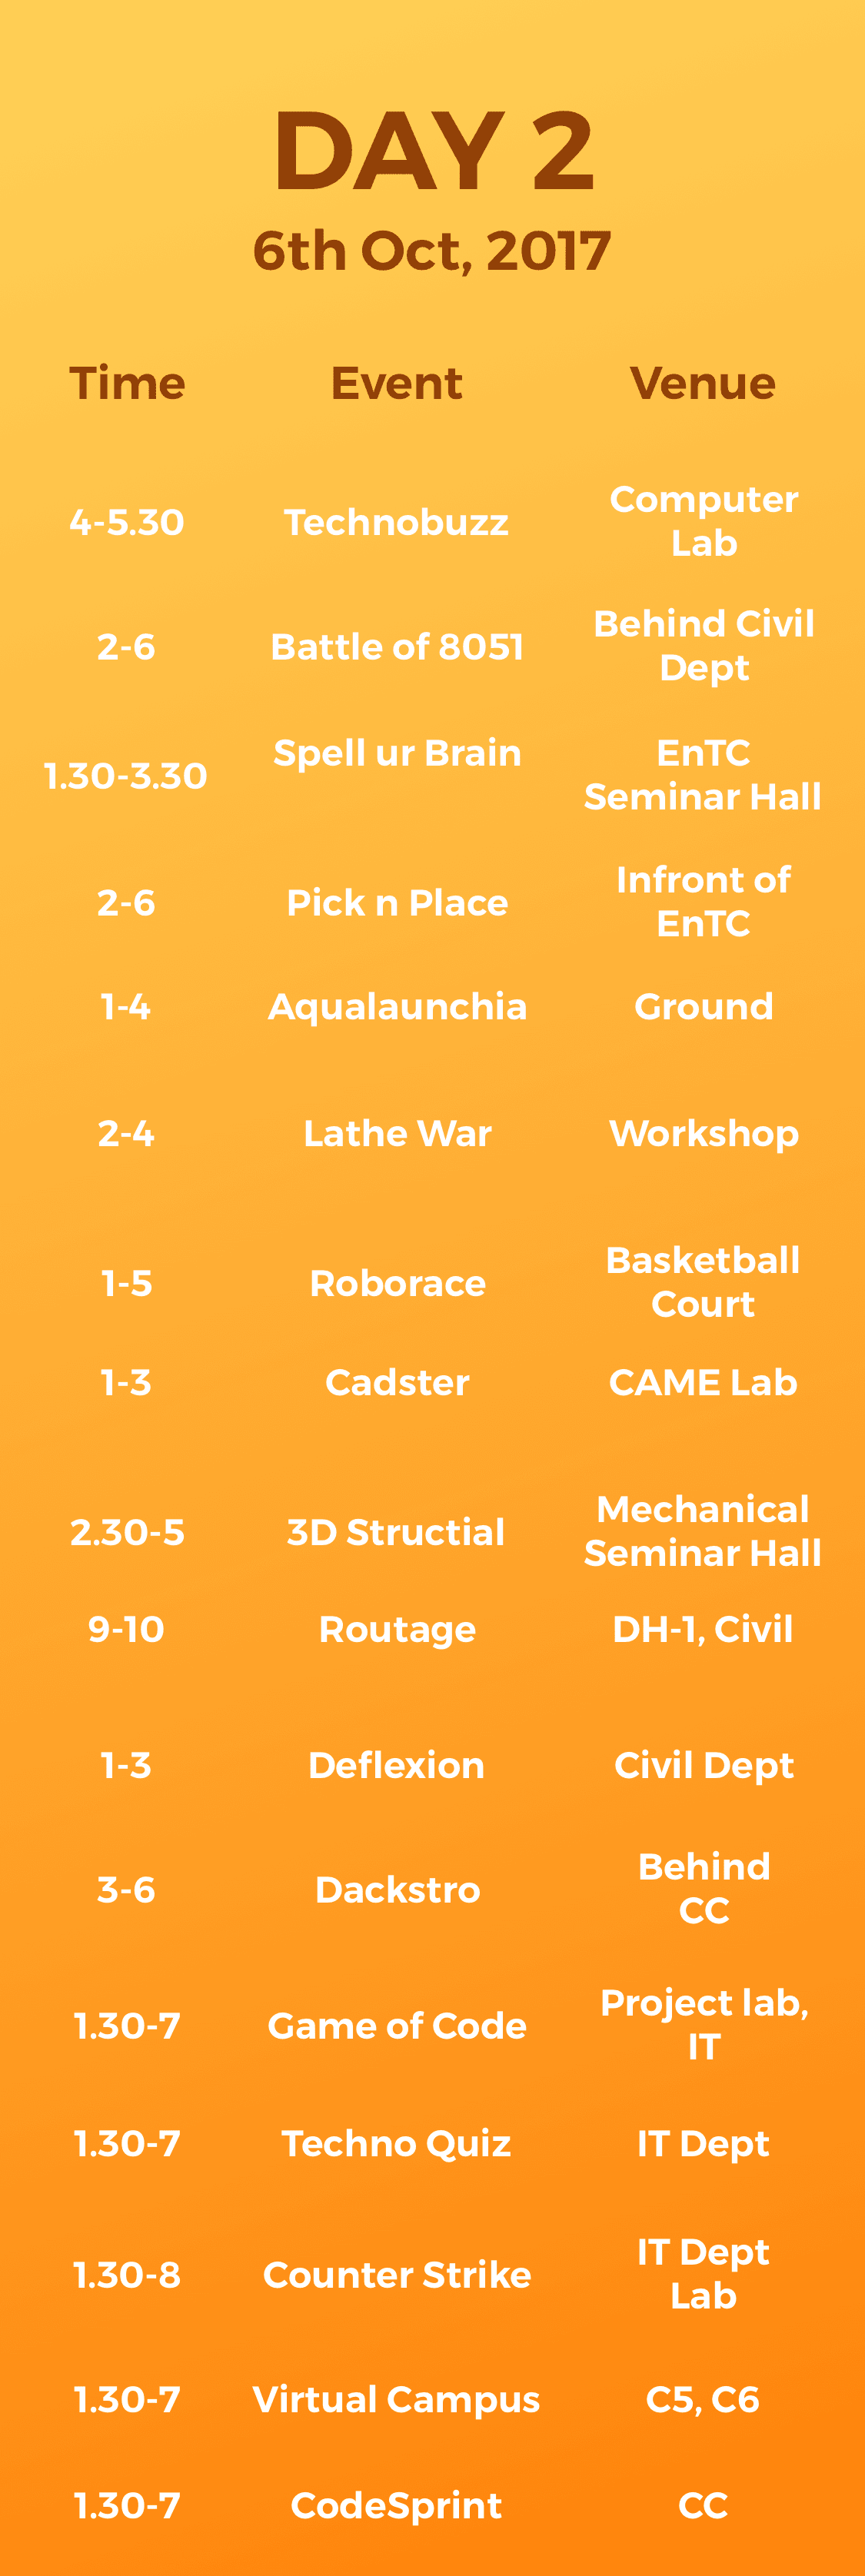 DAY 2
6th Oct, 2017
Time Event Venue
4-5.30 Technobuzz Computer
Lab
2-6 Battle of 8051 Behind Civil
Dept
1.30-3.30 Spell ur Brain EnTC
Seminar Hall
2-6 Pick n Place Infront of
EnTC
1-4 Aqualaunchia Ground
2-4 Lathe War Workshop
1-5 Roborace Basketball
Court
1-3 Cadster CAME Lab
2.30-5 3D Structial Mechanical
Seminar Hall
9-10 Routage DH-1, Civil
1-3 Deflexion Civil Dept
3-6 Dackstro Behind
CC
1.30-7 Game of Code Project lab,
IT
1.30-7 Techno Quiz IT Dept
1.30-8 Counter Strike IT Dept
Lab
1.30-7 Virtual Campus C5, C6
1.30-7 CodeSprint CC